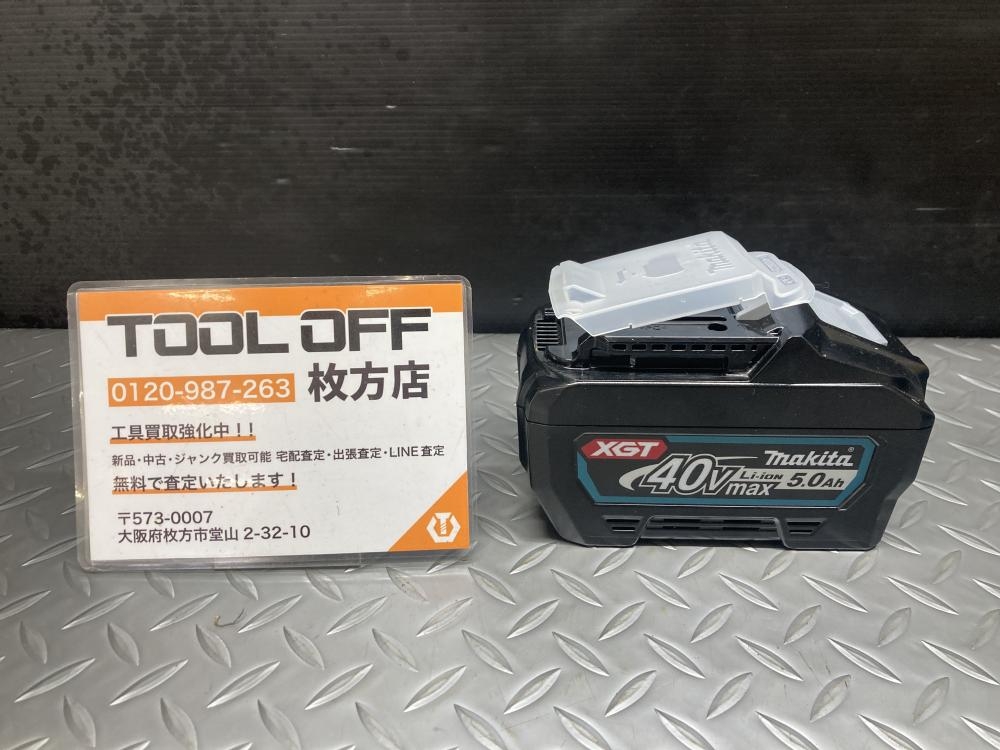 TOOL OFF
0120-987-263 枚方店
工具買取強化中！！
新品・中古・ジャンク買取可能 宅配査定・出張査定・LINE査定
無料で査定いたします！
〒573-0007
大阪府枚方市堂山 2-32-10
makita
XGT
makita
40Vmax Li-ion 5.0Ah